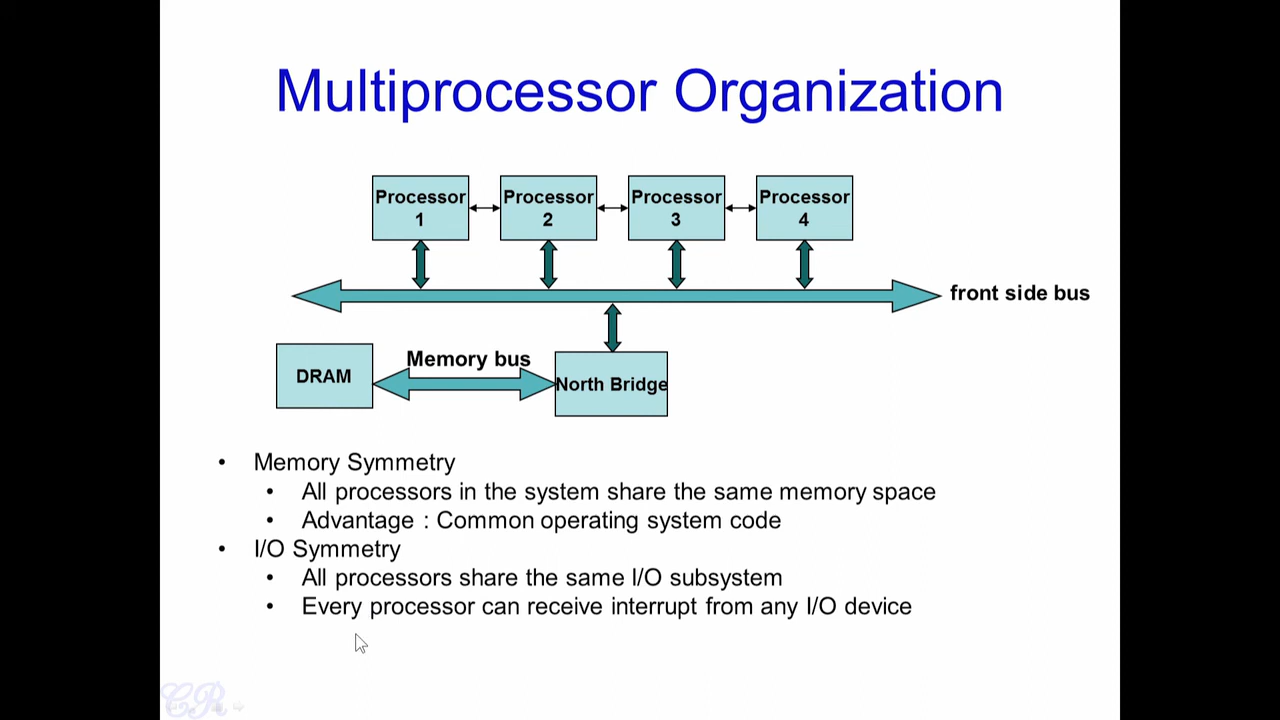 Multiprocessor Organization
Processor
1
Processor
2
Processor
3
Processor
4
front side bus
DRAM
Memory bus
North Bridge
• Memory Symmetry
• All processors in the system share the same memory space
• Advantage : Common operating system code
• I/O Symmetry
• All processors share the same I/O subsystem
• Every processor can receive interrupt from any I/O device